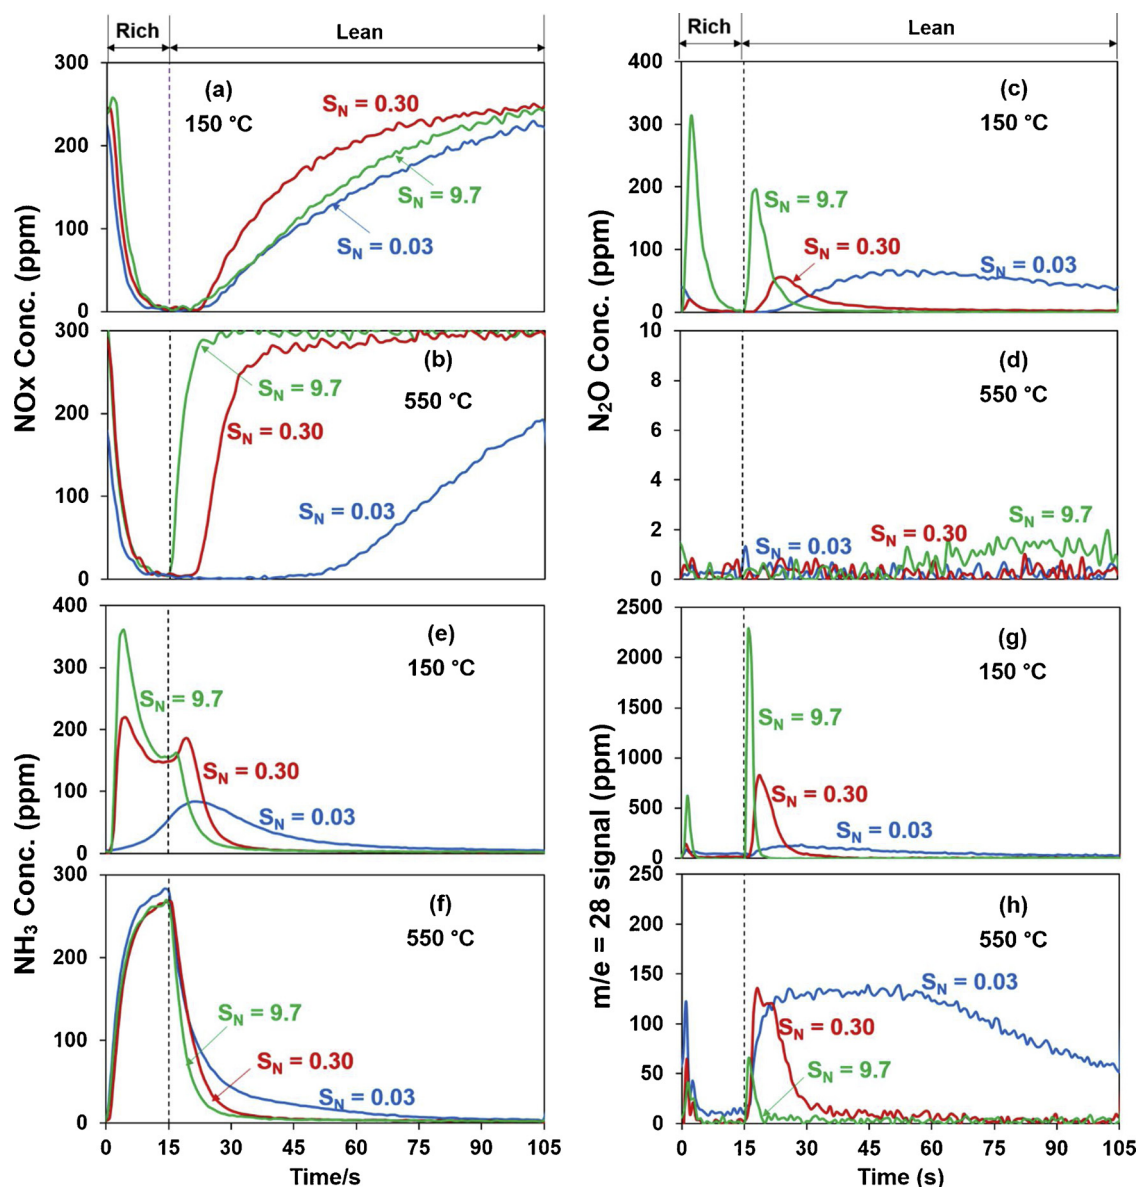 Rich
Lean
300
200
100
0
(a)
150 °C
S_N = 0.30
S_N = 9.7
S_N = 0.03
NOx Conc. (ppm)
300
200
100
0
(b)
550 °C
S_N = 9.7
S_N = 0.30
S_N = 0.03
400
300
200
100
0
(e)
150 °C
S_N = 9.7
S_N = 0.30
S_N = 0.03
NH3 Conc. (ppm)
300
200
100
0
(f)
550 °C
S_N = 9.7
S_N = 0.30
S_N = 0.03
0 15 30 45 60 75 90 105
Time/s
Rich
Lean
400
300
200
100
0
(c)
150 °C
S_N = 9.7
S_N = 0.30
S_N = 0.03
N2O Conc. (ppm)
10
8
6
4
2
0
(d)
550 °C
S_N = 9.7
S_N = 0.30
S_N = 0.03
2500
2000
1500
1000
500
0
(g)
150 °C
S_N = 9.7
S_N = 0.30
S_N = 0.03
m/e = 28 signal (ppm)
250
200
150
100
50
0
(h)
550 °C
S_N = 0.03
S_N = 0.30
S_N = 9.7
0 15 30 45 60 75 90 105
Time (s)